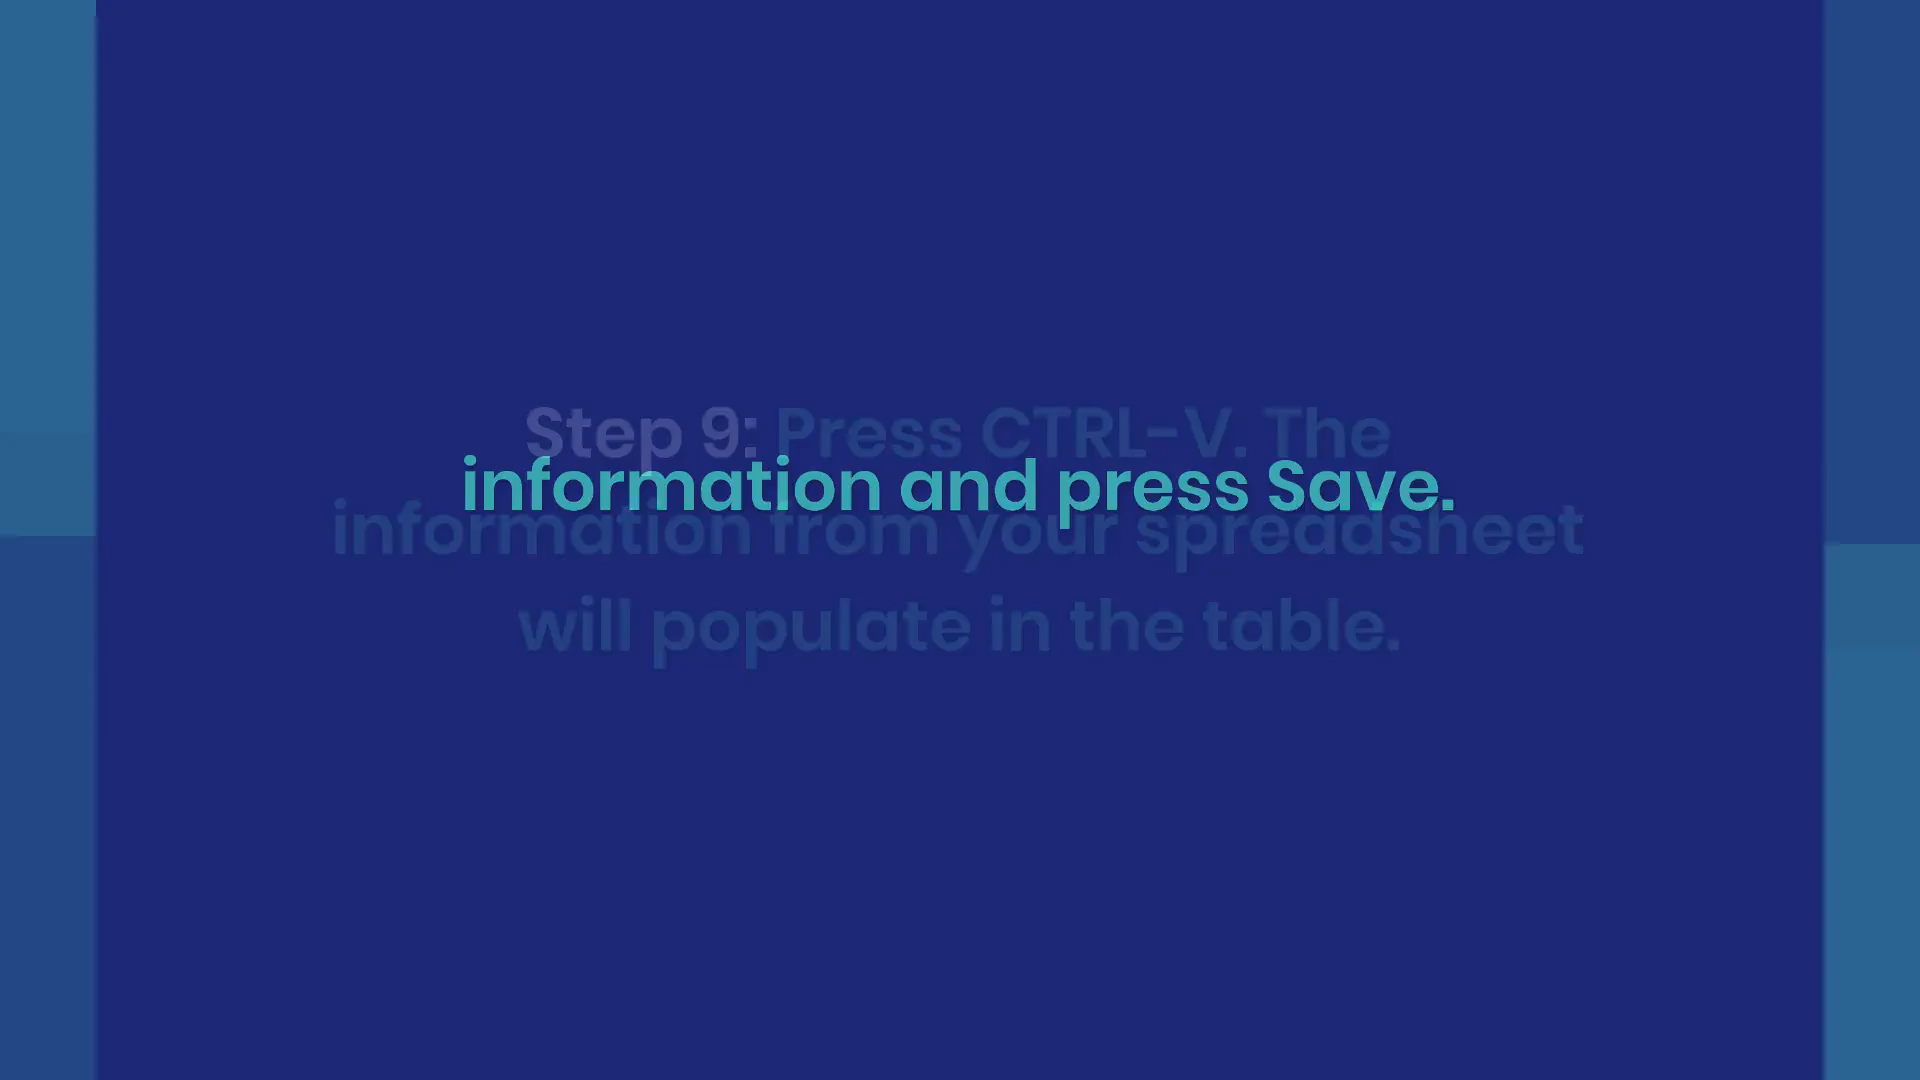 Step 9: Press CTRL-V. The
information and press Save.
information from your spreadsheet
will populate in the table.